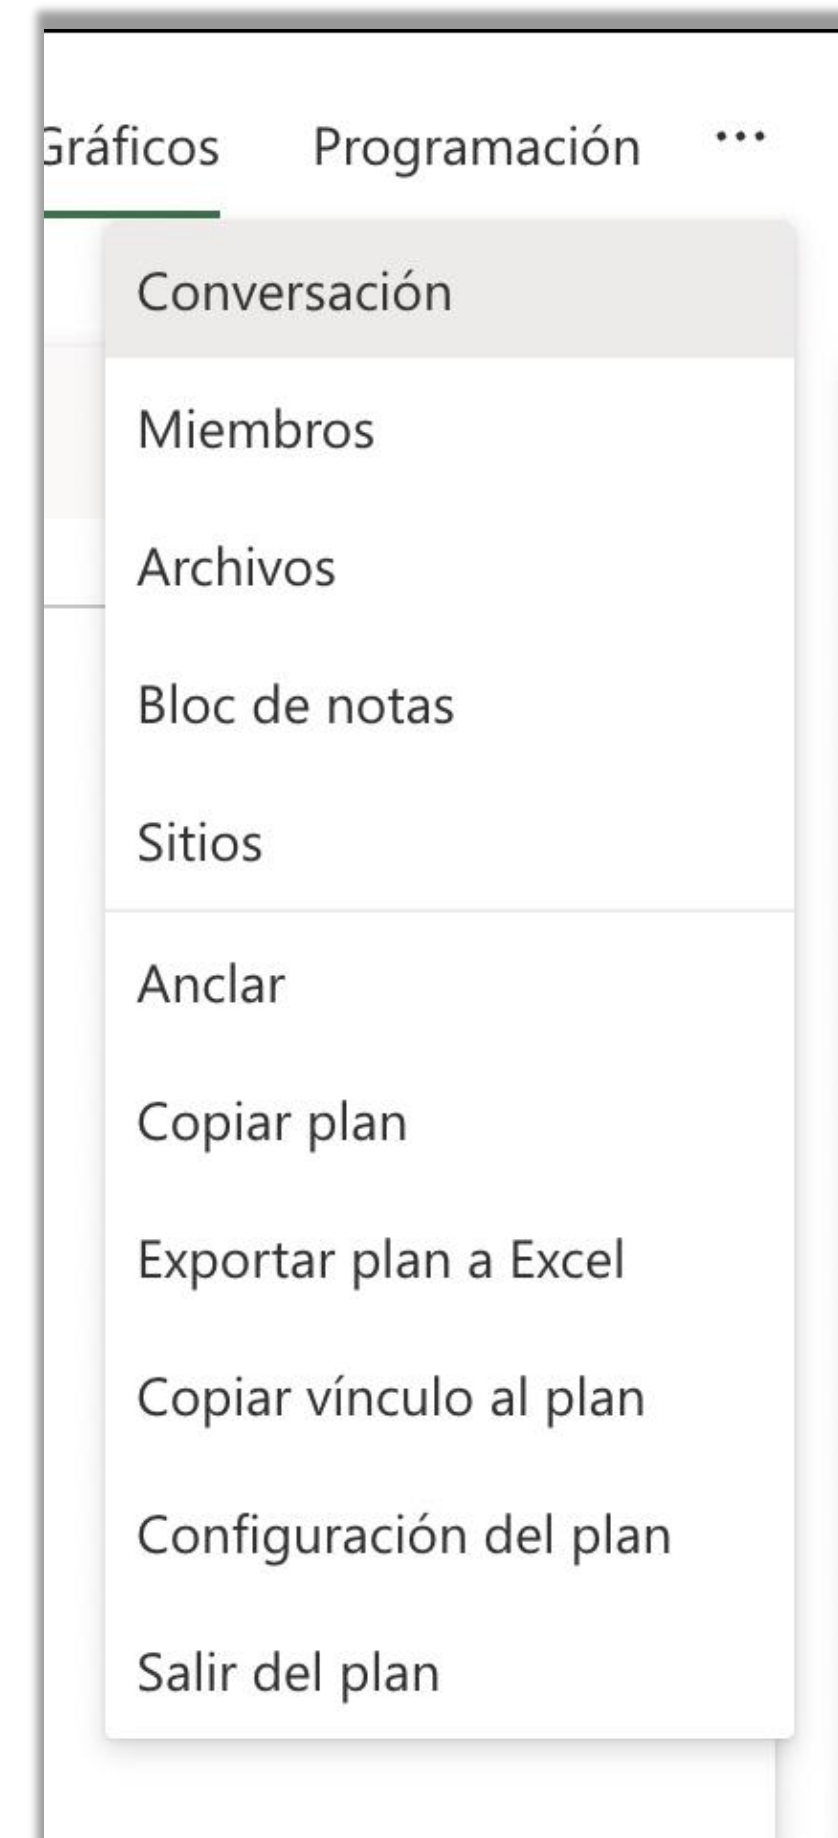 Gráficos Programación ...
Conversación
Miembros
Archivos
Bloc de notas
Sitios
Anclar
Copiar plan
Exportar plan a Excel
Copiar vínculo al plan
Configuración del plan
Salir del plan